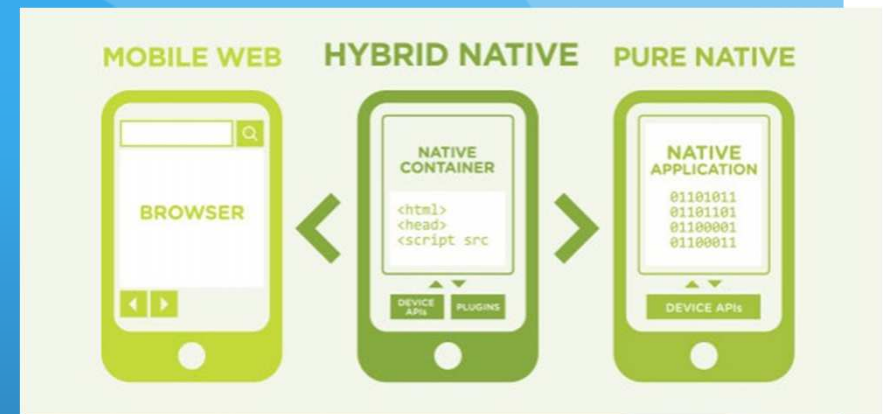 MOBILE WEB
HYBRID NATIVE
PURE NATIVE
BROWSER
NATIVE
CONTAINER
<html>
<head>
<script src
DEVICE
APIs
PLUGINS
NATIVE
APPLICATION
01101011
01101101
01100001
01100011
DEVICE APIs